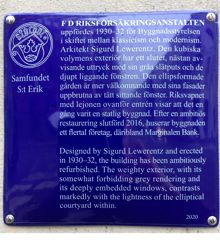 F D RIKSFÖRSÄKRINGSANSTALTEN
uppfördes 1930-32 för Byggnadsstyrelsen
i skiftet mellan klassicism och modernism.
Arkitekt Sigurd Lewerentz. Den kubiska
volymens exteriör har ett slutet, nästan av-
visande uttryck med sin gråa slätputs och de
djupt liggande fönstren. Den ellipsformade
gården är mer välkomnande med sina fasader
uppbrutna av tätt sittande fönster. Riksvapnet
med lejonen ovanför entrén visar att det en
gång varit en statlig byggnad. Efter en ambitiös
restaurering slutförd 2016, huserar byggnaden
ett flertal företag, däribland Marginalen Bank.
Designed by Sigurd Lewerentz and erected
in 1930–32, the building has been ambitiously
refurbished. The weighty exterior, with its
somewhat forbidding grey rendering and
its deeply embedded windows, contrasts
markedly with the lightness of the elliptical
courtyard within.
Samfundet
S:t Erik
2020